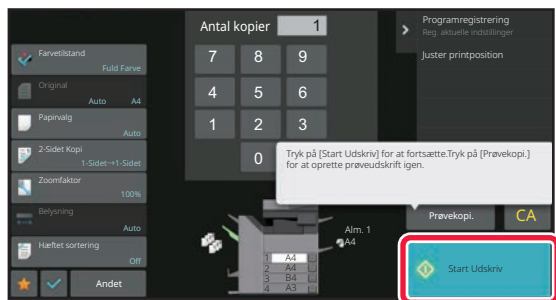 Antal kopier 1
Programregistrering
Reg. aktuelle indstillinger
Juster printposition
Farvetilstand
Fuld Farve
Original
Auto A4
Papirvalg
Auto
2-Sidet Kopi
1-Sidet→1-Sidet
Zoomfaktor
100%
Belysning
Auto
Hæftet sortering
Off
Andet
7 8 9
4 5 6
1 2 3
0
Tryk på [Start Udskriv] for at fortsætte.Tryk på [Prøvekopi.]
for at oprette prøveudskrift igen.
Alm. 1
A4
1 A4
2 A4
3 B4
4 A3
Prøvekopi.
CA
Start Udskriv